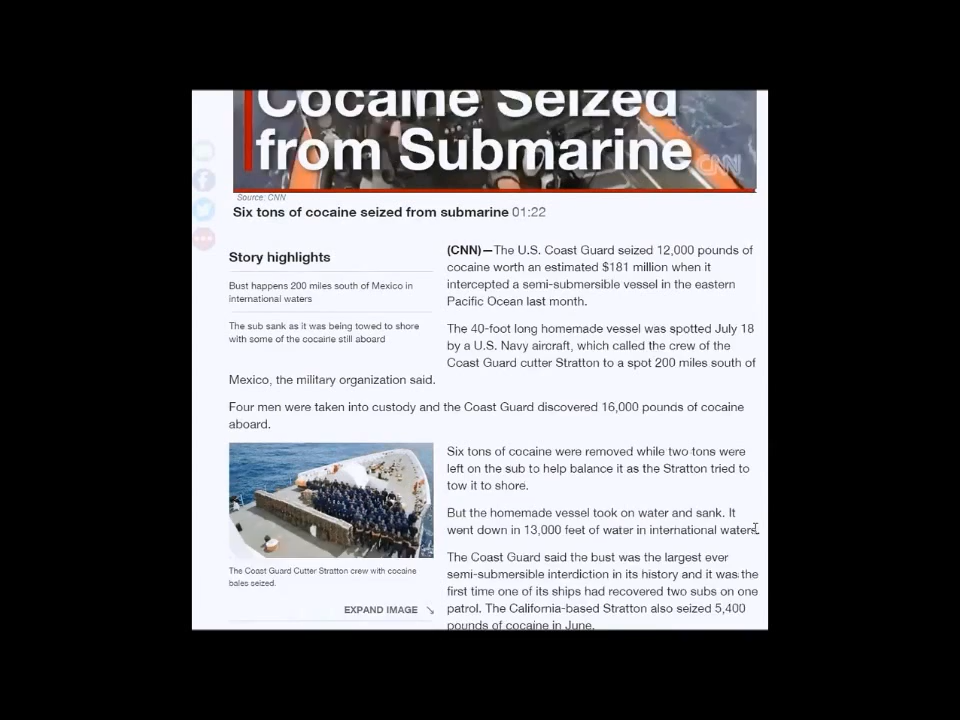 Cocaine Seized
from Submarine
CNN
Source: CNN
Six tons of cocaine seized from submarine 01:22
Story highlights
Bust happens 200 miles south of Mexico in
international waters
The sub sank as it was being towed to shore
with some of the cocaine still aboard
(CNN)—The U.S. Coast Guard seized 12,000 pounds of
cocaine worth an estimated $181 million when it
intercepted a semi-submersible vessel in the eastern
Pacific Ocean last month.
The 40-foot long homemade vessel was spotted July 18
by a U.S. Navy aircraft, which called the crew of the
Coast Guard cutter Stratton to a spot 200 miles south of
Mexico, the military organization said.
Four men were taken into custody and the Coast Guard discovered 16,000 pounds of cocaine
aboard.
The Coast Guard Cutter Stratton crew with cocaine
bales seized.
EXPAND IMAGE
Six tons of cocaine were removed while two tons were
left on the sub to help balance it as the Stratton tried to
tow it to shore.
But the homemade vessel took on water and sank. It
went down in 13,000 feet of water in international waters.
The Coast Guard said the bust was the largest ever
semi-submersible interdiction in its history and it was the
first time one of its ships had recovered two subs on one
patrol. The California-based Stratton also seized 5,400
pounds of cocaine in June.